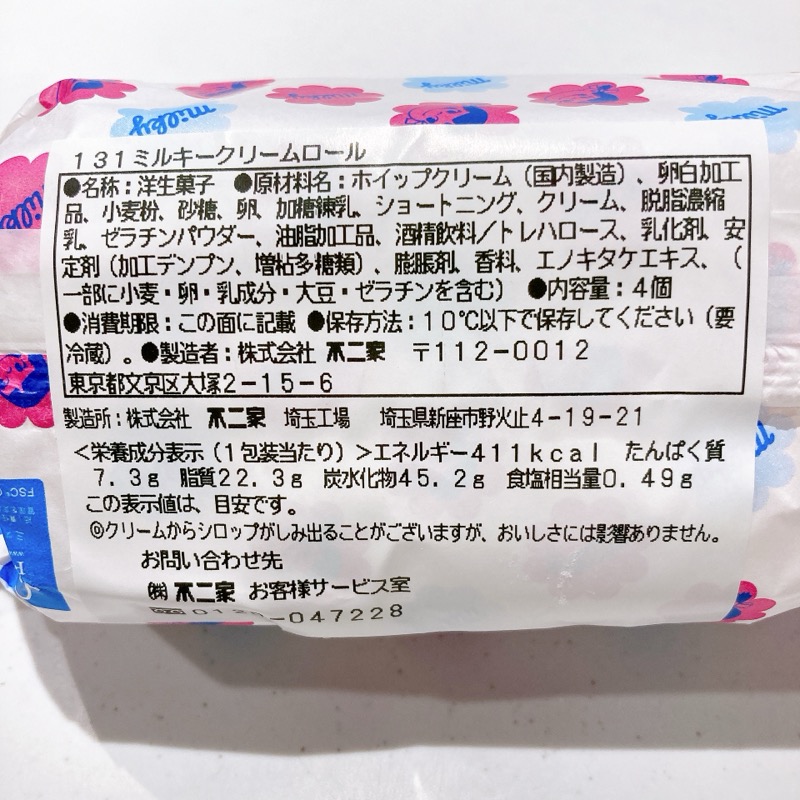 milky
milky
milky
milky
Milk
131ミルキークリームロール
●名称：洋生菓子 ●原材料名：ホイップクリーム（国内製造）、卵白加工
品、小麦粉、砂糖、卵、加糖練乳、ショートニング、クリーム、脱脂濃縮
乳、ゼラチンパウダー、油脂加工品、酒精飲料／トレハロース、乳化剤、安
定剤（加工デンプン、増粘多糖類）、膨脹剤、香料、エノキタケエキス、（
一部に小麦・卵・乳成分・大豆・ゼラチンを含む） ●内容量：4個
●消費期限：この面に記載 ●保存方法：10℃以下で保存してください（要
冷蔵）。●製造者：株式会社 不二家 〒112-0012
東京都文京区大塚2-15-6
製造所：株式会社 不二家 埼玉工場 埼玉県新座市野火止4-19-21
＜栄養成分表示（1包装当たり）＞エネルギー411kcal たんぱく質
7.3g 脂質22.3g 炭水化物45.2g 食塩相当量0.49g
この表示値は、目安です。
◎クリームからシロップがしみ出ることがございますが、おいしさには影響ありません。
お問い合わせ先
㈱ 不二家 お客様サービス室
-047228
FSC